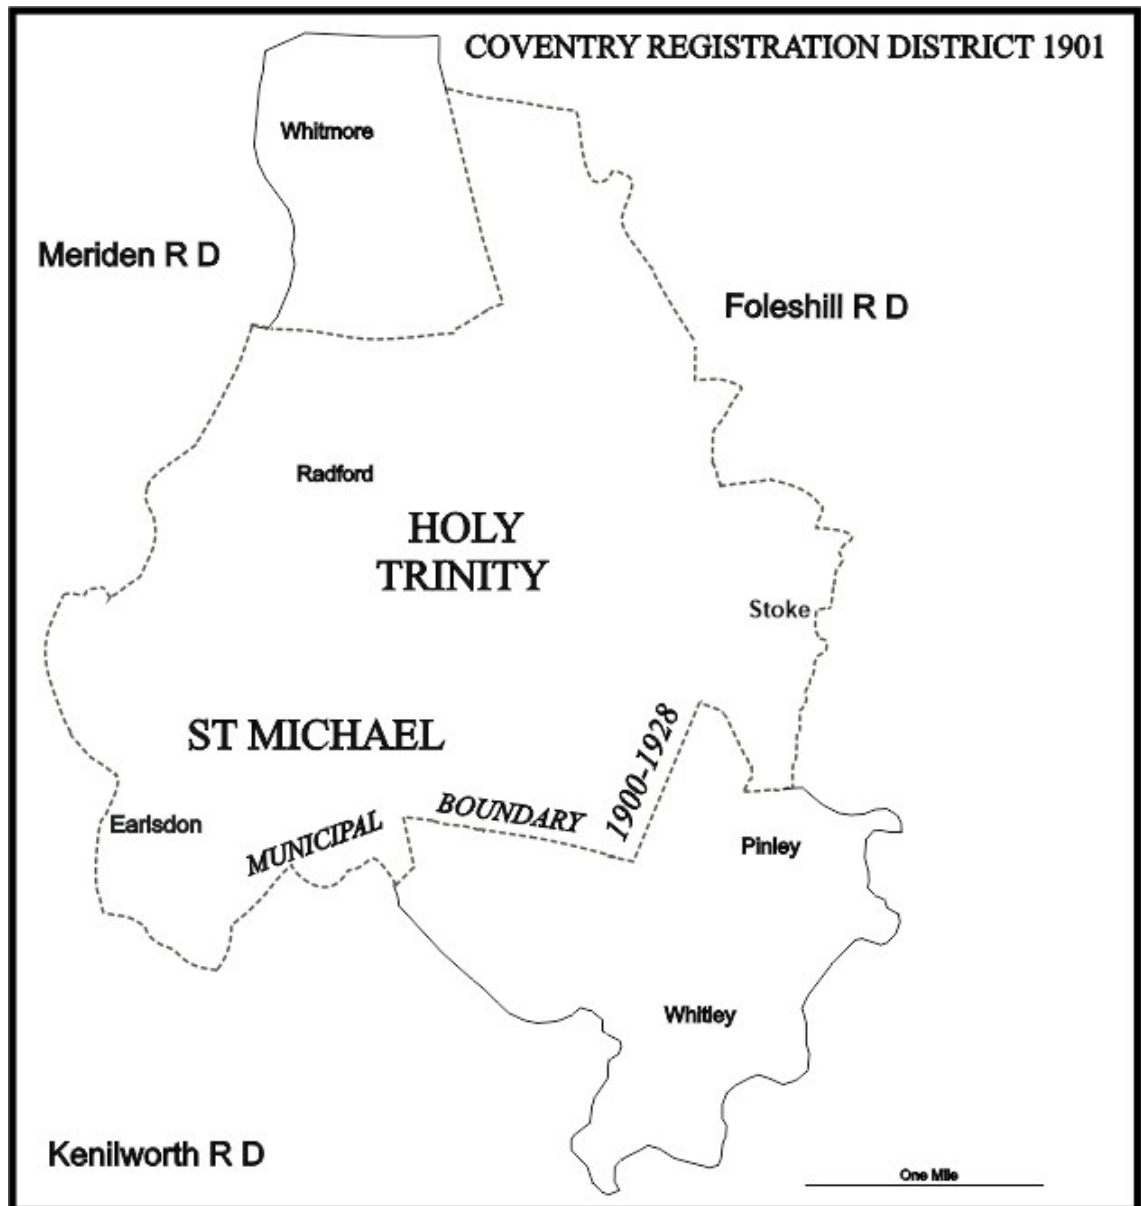 COVENTRY REGISTRATION DISTRICT 1901
Whitmore
Meriden R D
Foleshill R D
Radford
HOLY
TRINITY
Stoke
ST MICHAEL
Earlsdon
MUNICIPAL
BOUNDARY
1900-1928
Pinley
Whitley
Kenilworth R D
One Mile